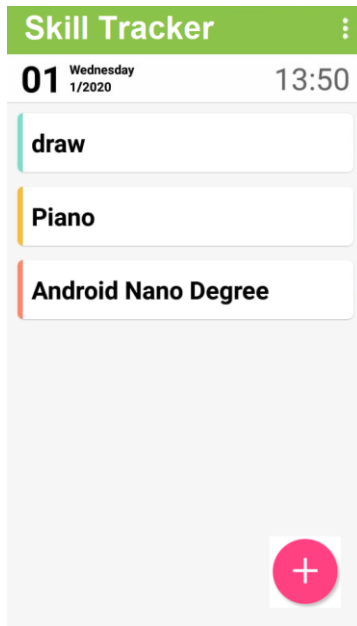 Skill Tracker
01 Wednesday
1/2020
13:50
draw
Piano
Android Nano Degree
+